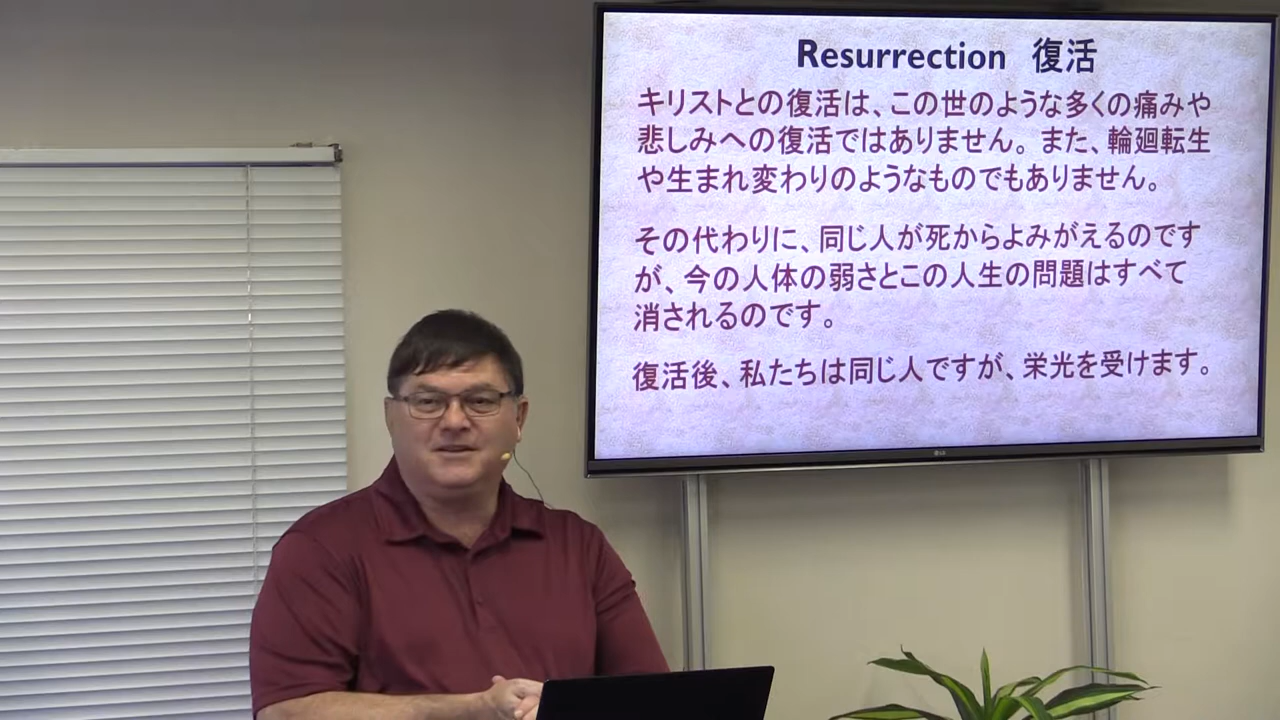 Resurrection 復活
キリストとの復活は、この世のような多くの痛みや
悲しみへの復活ではありません。また、輪廻転生
や生まれ変わりのようなものでもありません。
その代わりに、同じ人が死からよみがえるのです
が、今の人体の弱さとこの人生の問題はすべて
消されるのです。
復活後、私たちは同じ人ですが、栄光を受けます。
LG